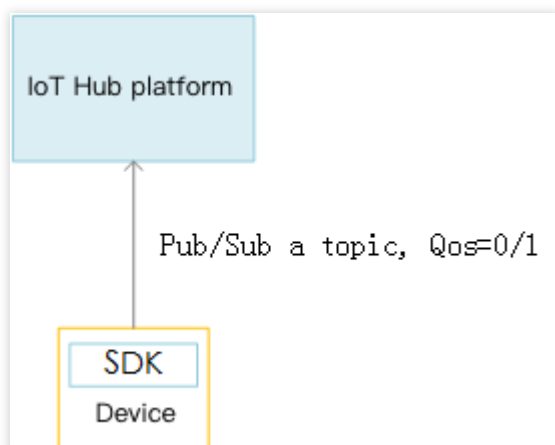 IoT Hub platform
Pub/Sub a topic, Qos=0/1
SDK
Device